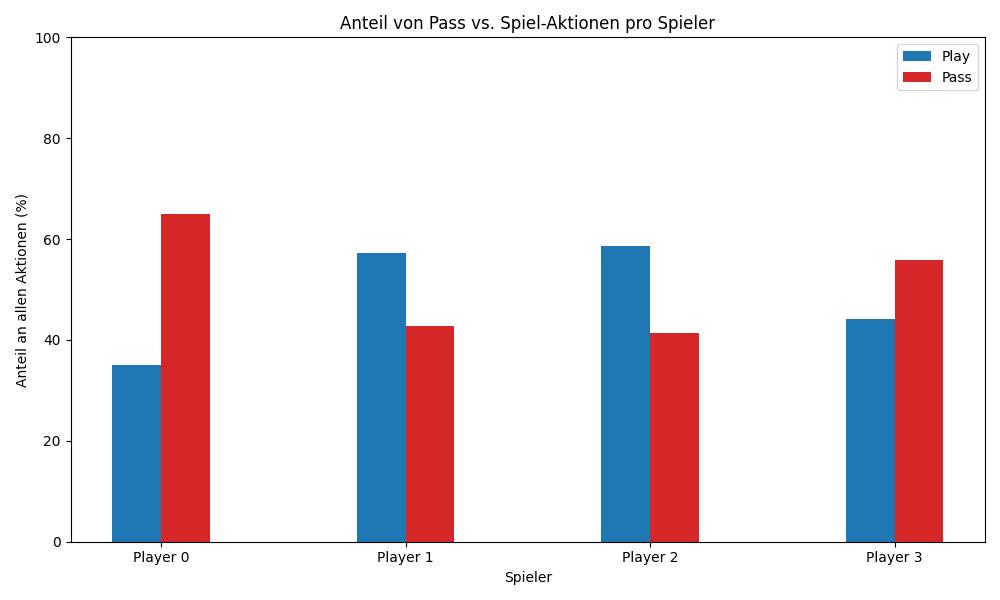 Anteil von Pass vs. Spiel-Aktionen pro Spieler
Play
Pass
Anteil an allen Aktionen (%)
100
80
60
40
20
0
Player 0
Player 1
Player 2
Player 3
Spieler